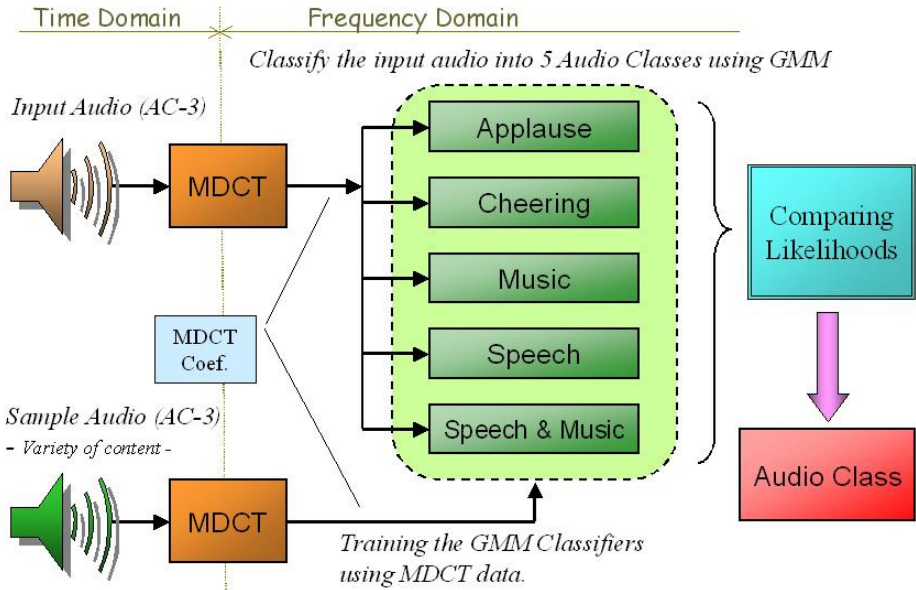 Time Domain
Frequency Domain
Classify the input audio into 5 Audio Classes using GMM
Input Audio (AC-3)
MDCT
Applause
Cheering
Music
Speech
Speech & Music
Comparing
Likelihoods
MDCT
Coef.
Sample Audio (AC-3)
- Variety of content -
MDCT
Audio Class
Training the GMM Classifiers
using MDCT data.